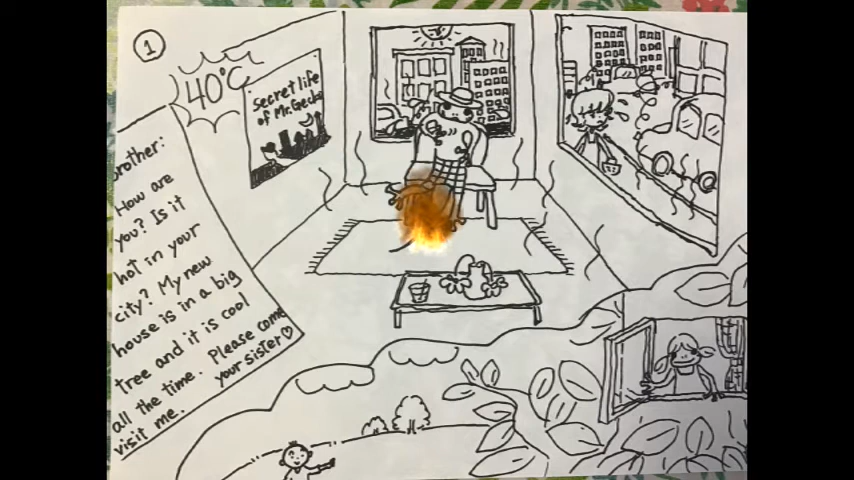 1
40°C
secret life
of Mr. Gecko
Brother:
How are
you? Is it
hot in your
city? My new
house is in a big
tree and it is cool
all the time. Please come
visit me. your sister♡